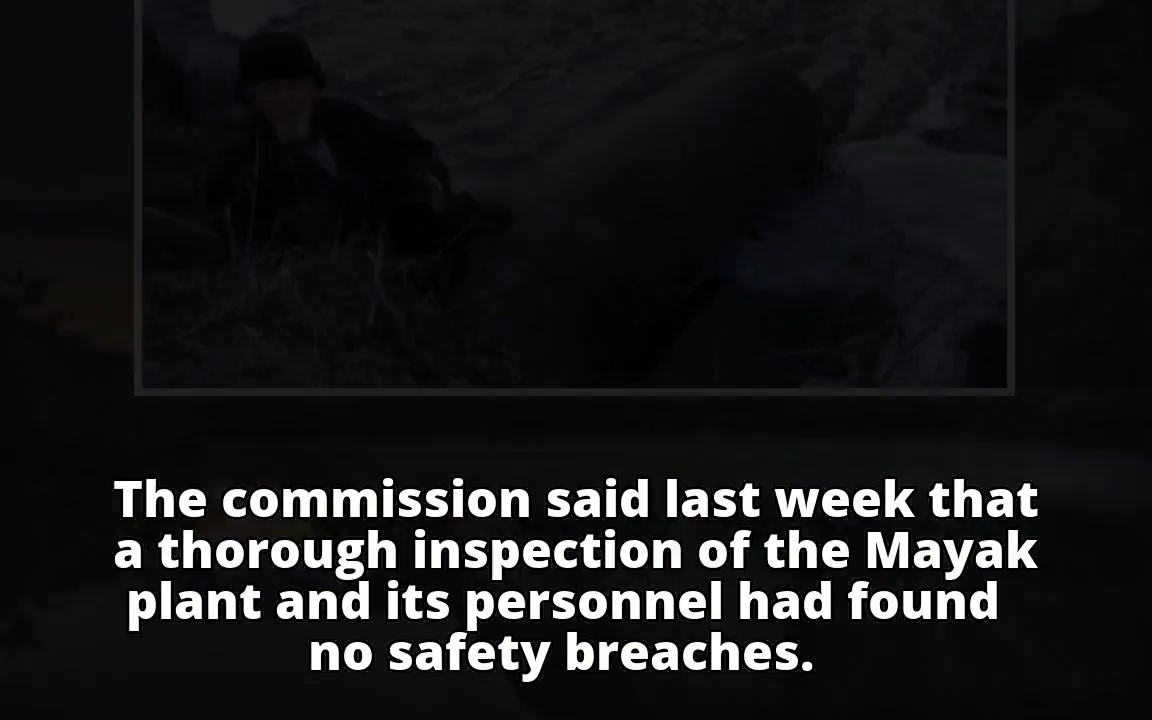 The commission said last week that
a thorough inspection of the Mayak
plant and its personnel had found
no safety breaches.